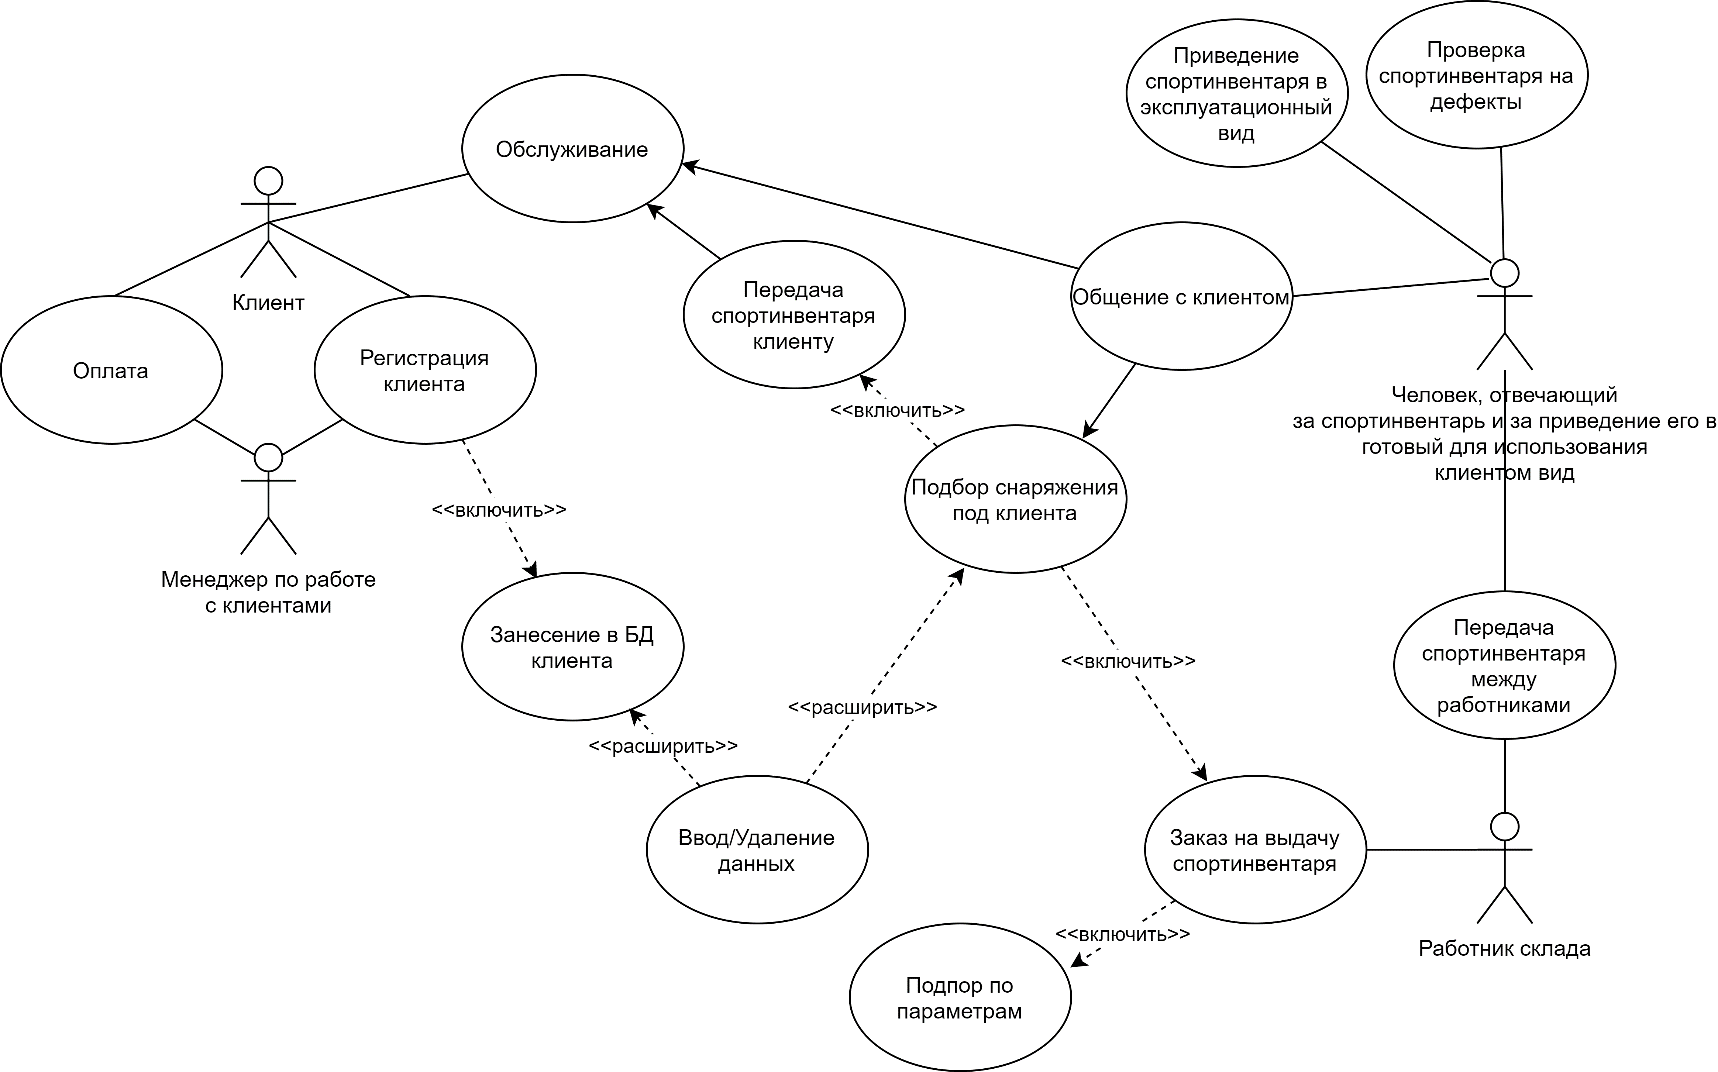 Приведение
спортинвентаря в
эксплуатационный
вид
Проверка
спортинвентаря на
дефекты
Обслуживание
Клиент
Передача
спортинвентаря
клиенту
Общение с клиентом
Оплата
Регистрация
клиента
<<включить>>
Человек, отвечающий
за спортинвентарь и за приведение его в
готовый для использования
клиентом вид
Подбор снаряжения
под клиента
<<включить>>
Менеджер по работе
с клиентами
Занесение в БД
клиента
<<включить>>
Передача
спортинвентаря
между
работниками
<<расширить>>
<<расширить>>
Ввод/Удаление
данных
Заказ на выдачу
спортинвентаря
<<включить>>
Работник склада
Подпор по
параметрам